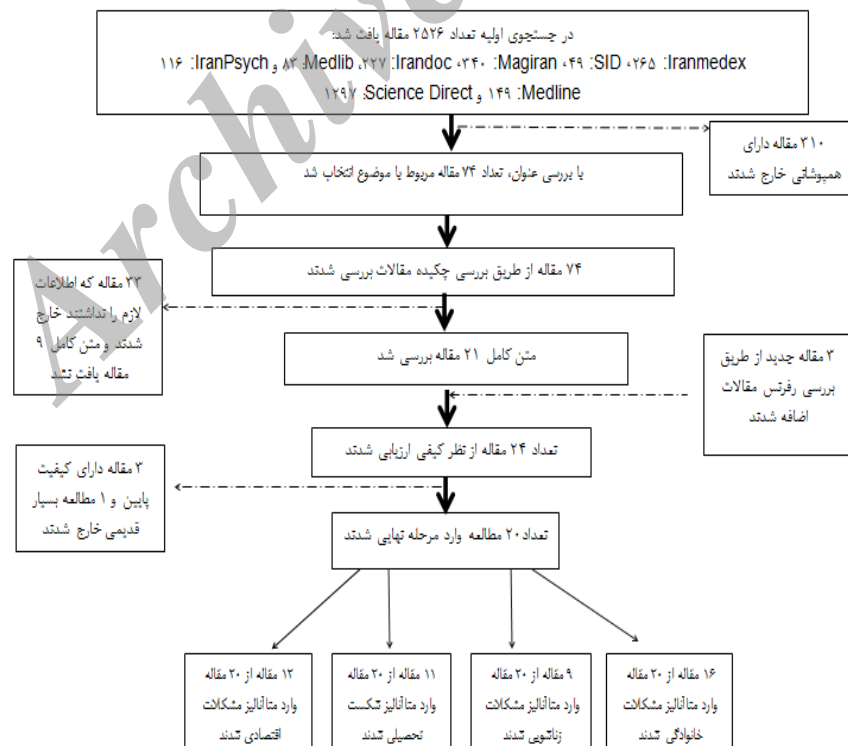 در جستجوی اولیه تعداد ۲۵۲۶ مقاله یافت شد:
Iranmedex: ۲۶۵، SID: ۴۹، Magiran: ۳۴۰، Irandoc: ۲۲۷، Medlib: ۸۳ و IranPsych: ۱۱۶
Medline: ۱۴۹ و Science Direct: ۱۲۹۷
۳۱۰ مقاله دارای
همپوشانی خارج شدند
با بررسی عنوان، تعداد ۷۴ مقاله مربوط با موضوع انتخاب شد
۷۴ مقاله از طریق بررسی چکیده مقالات بررسی شدند
۳۳ مقاله که اطلاعات
لازم را نداشتند خارج
شدند و متن کامل ۹
مقاله یافت نشد
متن کامل ۲۱ مقاله بررسی شد
۳ مقاله جدید از طریق
بررسی رفرنس مقالات
اضافه شدند
تعداد ۲۴ مقاله از نظر کیفی ارزیابی شدند
۳ مقاله دارای کیفیت
پایین و ۱ مطالعه بسیار
قدیمی خارج شدند
تعداد۲۰ مطالعه وارد مرحله نهایی شدند
۱۶ مقاله از ۲۰ مقاله
وارد متاآنالیز مشکلات
خانوادگی شدند
۹ مقاله از ۲۰ مقاله
وارد متاآنالیز مشکلات
زناشویی شدند
۱۱ مقاله از ۲۰ مقاله
وارد متاآنالیز شکست
تحصیلی شدند
۱۲ مقاله از ۲۰ مقاله
وارد متاآنالیز مشکلات
اقتصادی شدند
Archive